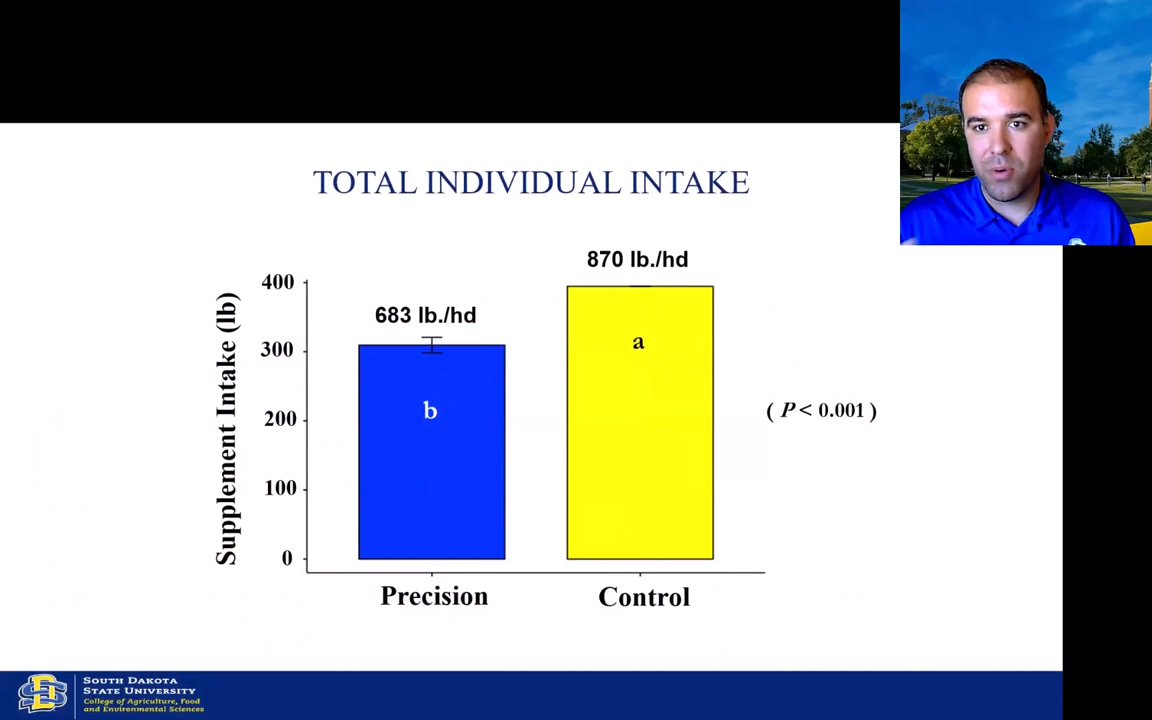 TOTAL INDIVIDUAL INTAKE
870 lb./hd
683 lb./hd
400
300
200
100
0
Supplement Intake (lb)
a
b
( P < 0.001 )
Precision
Control
SOUTH DAKOTA
STATE UNIVERSITY
College of Agriculture, Food
and Environmental Sciences